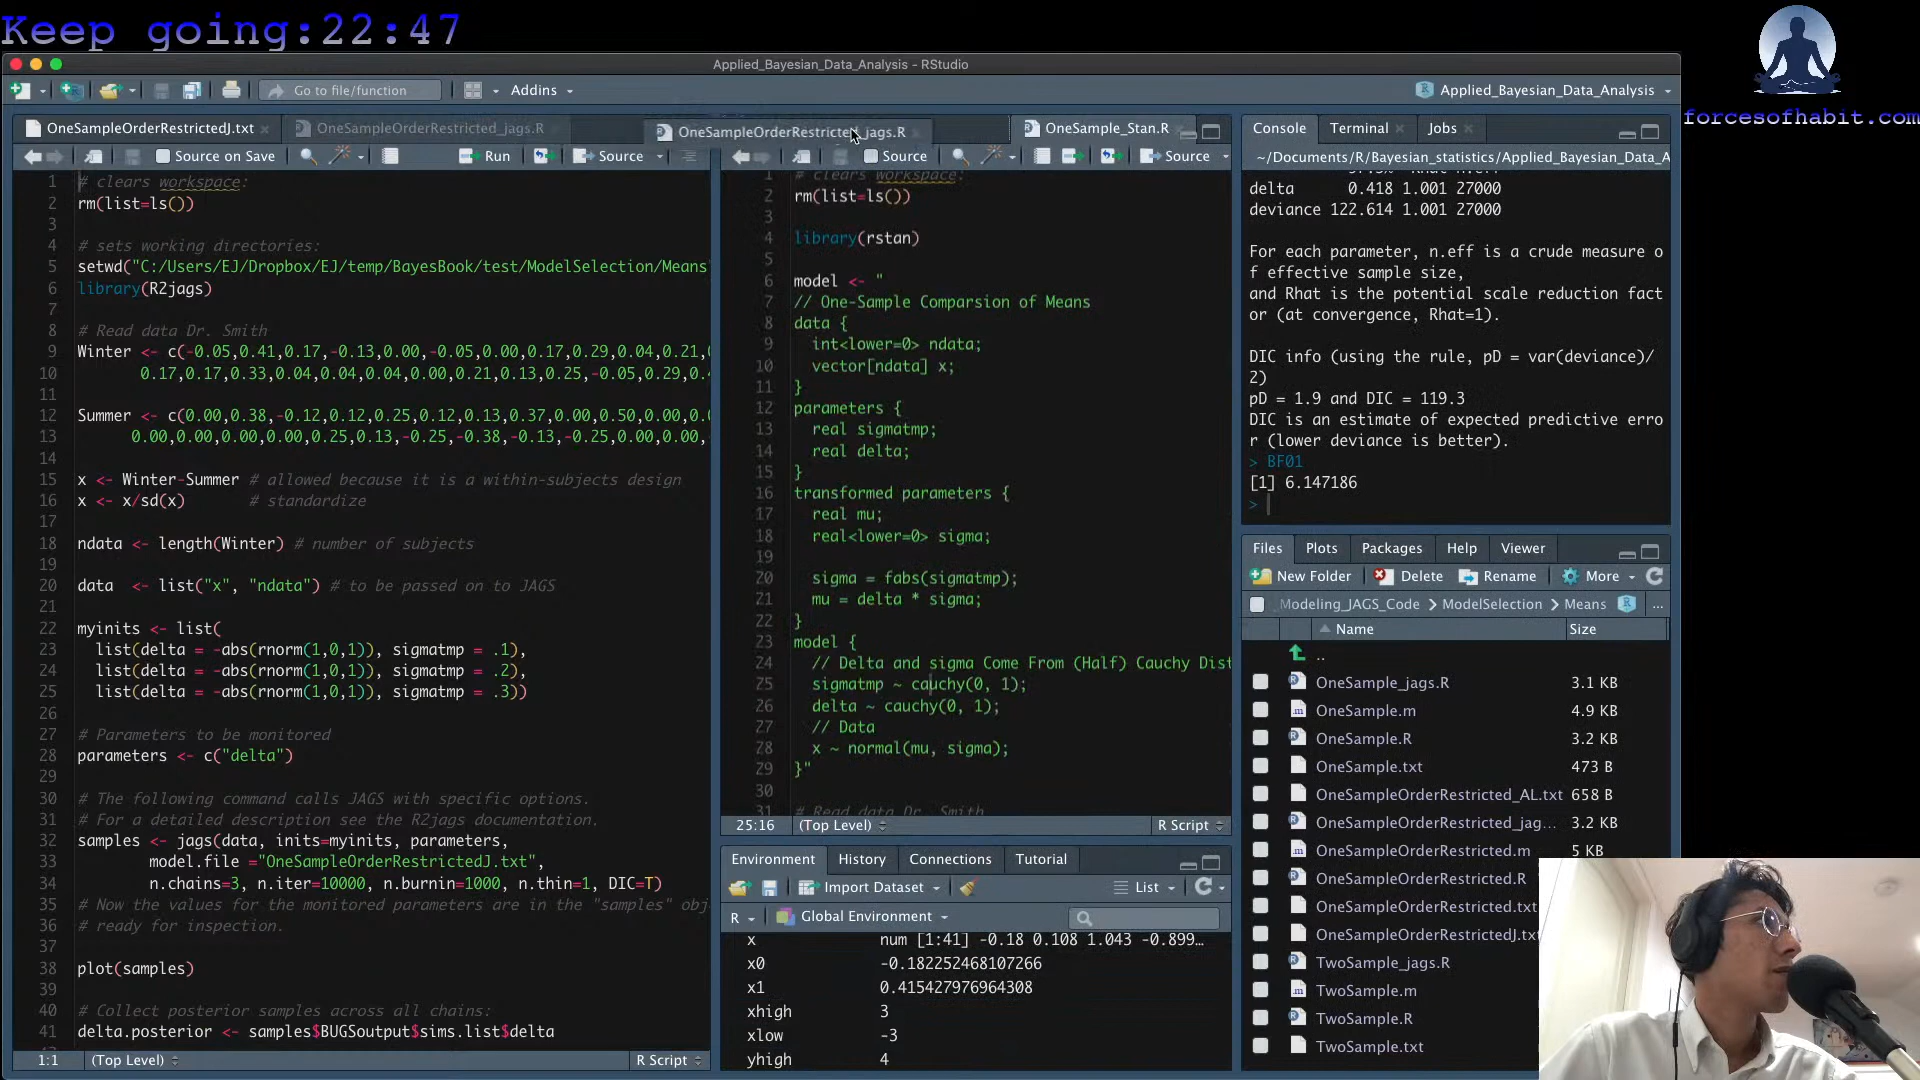 Keep going:22:47
forcesofhabit.com
Applied_Bayesian_Data_Analysis - RStudio
Go to file/function
Addins
Applied_Bayesian_Data_Analysis
OneSampleOrderRestrictedJ.txt
OneSampleOrderRestricted_jags.R
Source on Save
Run
Source
1 # clears workspace:
2 rm(list=ls())
3
4 # sets working directories:
5 setwd("C:/Users/EJ/Dropbox/EJ/temp/BayesBook/test/ModelSelection/Means"
6 library(R2jags)
7
8 # Read data Dr. Smith
9 Winter <- c(-0.05,0.41,0.17,-0.13,0.00,-0.05,0.00,0.17,0.29,0.04,0.21,
10 0.17,0.17,0.33,0.04,0.04,0.04,0.00,0.21,0.13,0.25,-0.05,0.29,0.
11
12 Summer <- c(0.00,0.38,-0.12,0.12,0.25,0.12,0.13,0.37,0.00,0.50,0.00,0.
13 0.00,0.00,0.00,0.00,0.25,0.13,-0.25,-0.38,-0.13,-0.25,0.00,0.00,
14
15 x <- Winter-Summer # allowed because it is a within-subjects design
16 x <- x/sd(x) # standardize
17
18 ndata <- length(Winter) # number of subjects
19
20 data <- list("x", "ndata") # to be passed on to JAGS
21
22 myinits <- list(
23 list(delta = -abs(rnorm(1,0,1)), sigmatmp = .1),
24 list(delta = -abs(rnorm(1,0,1)), sigmatmp = .2),
25 list(delta = -abs(rnorm(1,0,1)), sigmatmp = .3))
26
27 # Parameters to be monitored
28 parameters <- c("delta")
29
30 # The following command calls JAGS with specific options.
31 # For a detailed description see the R2jags documentation.
32 samples <- jags(data, inits=myinits, parameters,
33 model.file ="OneSampleOrderRestrictedJ.txt",
34 n.chains=3, n.iter=10000, n.burnin=1000, n.thin=1, DIC=T)
35 # Now the values for the monitored parameters are in the "samples" obj
36 # ready for inspection.
37
38 plot(samples)
39
40 # Collect posterior samples across all chains:
41 delta.posterior <- samples$BUGSoutput$sims.list$delta
1:1 (Top Level) R Script
OneSampleOrderRestricted_jags.R
OneSample_Stan.R
Source
Source
1 # clears workspace:
2 rm(list=ls())
3
4 library(rstan)
5
6 model <- "
7 // One-Sample Comparsion of Means
8 data {
9 int<lower=0> ndata;
10 vector[ndata] x;
11 }
12 parameters {
13 real sigmatmp;
14 real delta;
15 }
16 transformed parameters {
17 real mu;
18 real<lower=0> sigma;
19
20 sigma = fabs(sigmatmp);
21 mu = delta * sigma;
22 }
23 model {
24 // Delta and sigma Come From (Half) Cauchy Dist
25 sigmatmp ~ cauchy(0, 1);
26 delta ~ cauchy(0, 1);
27 // Data
28 x ~ normal(mu, sigma);
29 }"
30
31 # Read data Dr. Smith
25:16 (Top Level) R Script
Environment History Connections Tutorial
Import Dataset List
R Global Environment
x num [1:41] -0.18 0.108 1.043 -0.899...
x0 -0.182252468107266
x1 0.415427976964308
xhigh 3
xlow -3
yhigh 4
Console Terminal Jobs
~/Documents/R/Bayesian_statistics/Applied_Bayesian_Data_A
delta 0.418 1.001 27000
deviance 122.614 1.001 27000
For each parameter, n.eff is a crude measure o
f effective sample size,
and Rhat is the potential scale reduction fact
or (at convergence, Rhat=1).
DIC info (using the rule, pD = var(deviance)/
2)
pD = 1.9 and DIC = 119.3
DIC is an estimate of expected predictive erro
r (lower deviance is better).
> BF01
[1] 6.147186
>
Files Plots Packages Help Viewer
New Folder Delete Rename More
Modeling_JAGS_Code ModelSelection Means ...
Name Size
..
OneSample_jags.R 3.1 KB
OneSample.m 4.9 KB
OneSample.R 3.2 KB
OneSample.txt 473 B
OneSampleOrderRestricted_AL.txt 658 B
OneSampleOrderRestricted_jag... 3.2 KB
OneSampleOrderRestricted.m 5 KB
OneSampleOrderRestricted.R
OneSampleOrderRestricted.txt
OneSampleOrderRestrictedJ.tx
TwoSample_jags.R
TwoSample.m
TwoSample.R
TwoSample.txt